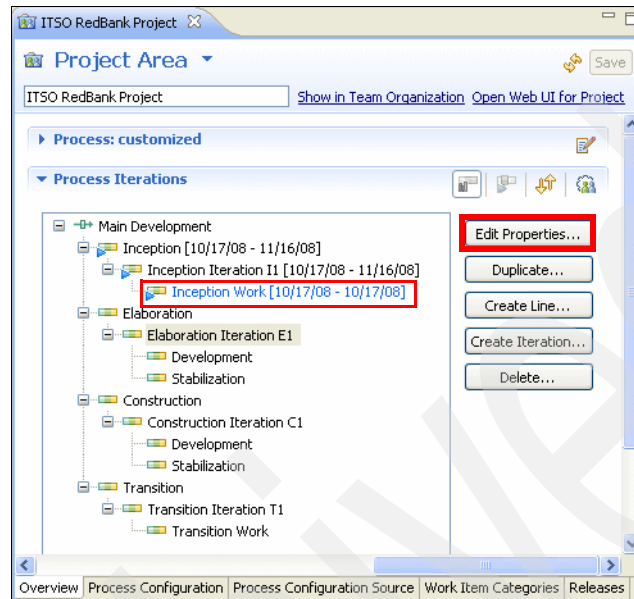 ITSO RedBank Project
Project Area
Save
ITSO RedBank Project
Show in Team Organization
Open Web UI for Project
Process: customized
Process Iterations
Main Development
Inception [10/17/08 - 11/16/08]
Inception Iteration I1 [10/17/08 - 11/16/08]
Inception Work [10/17/08 - 10/17/08]
Elaboration
Elaboration Iteration E1
Development
Stabilization
Construction
Construction Iteration C1
Development
Stabilization
Transition
Transition Iteration T1
Transition Work
Edit Properties...
Duplicate...
Create Line...
Create Iteration...
Delete...
Overview
Process Configuration
Process Configuration Source
Work Item Categories
Releases